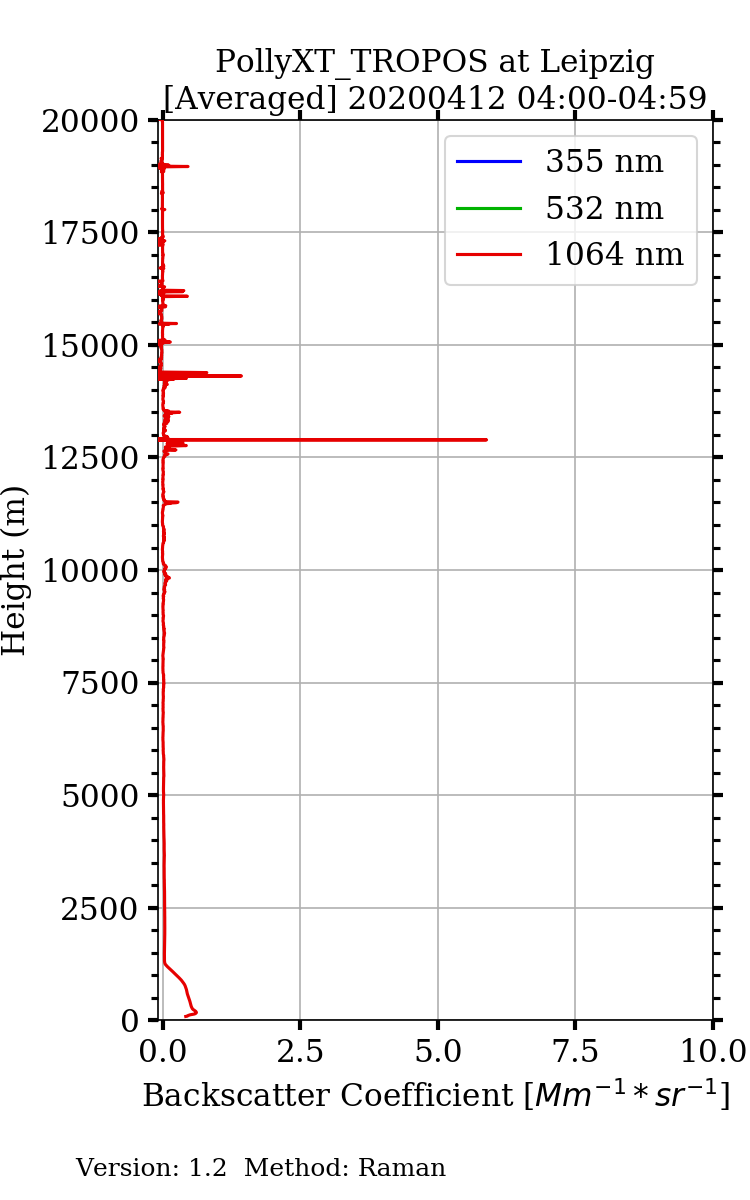 PollyXT_TROPOS at Leipzig
[Averaged] 20200412 04:00-04:59
355 nm
532 nm
1064 nm
20000
17500
15000
12500
10000
7500
5000
2500
0
Height (m)
0.0 2.5 5.0 7.5 10.0
Backscatter Coefficient [Mm⁻¹ * sr⁻¹]
Version: 1.2 Method: Raman